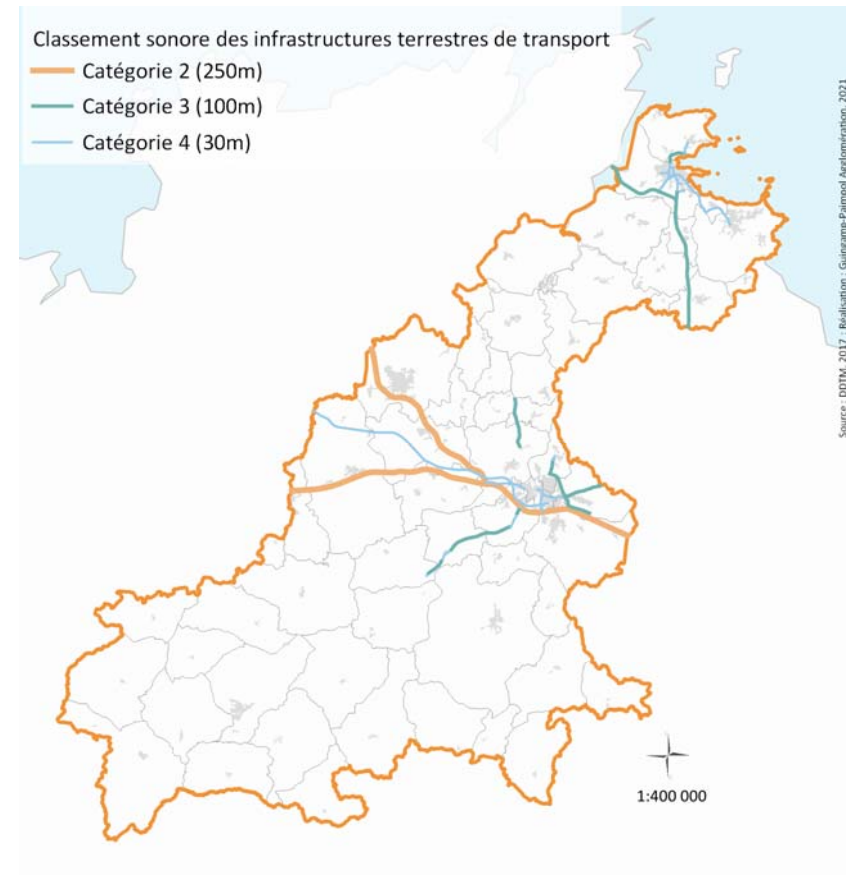 Classement sonore des infrastructures terrestres de transport
Catégorie 2 (250m)
Catégorie 3 (100m)
Catégorie 4 (30m)
Source : DDTM, 2017 ; Réalisation : Guingamp-Paimpol Agglomération, 2021
1:400 000